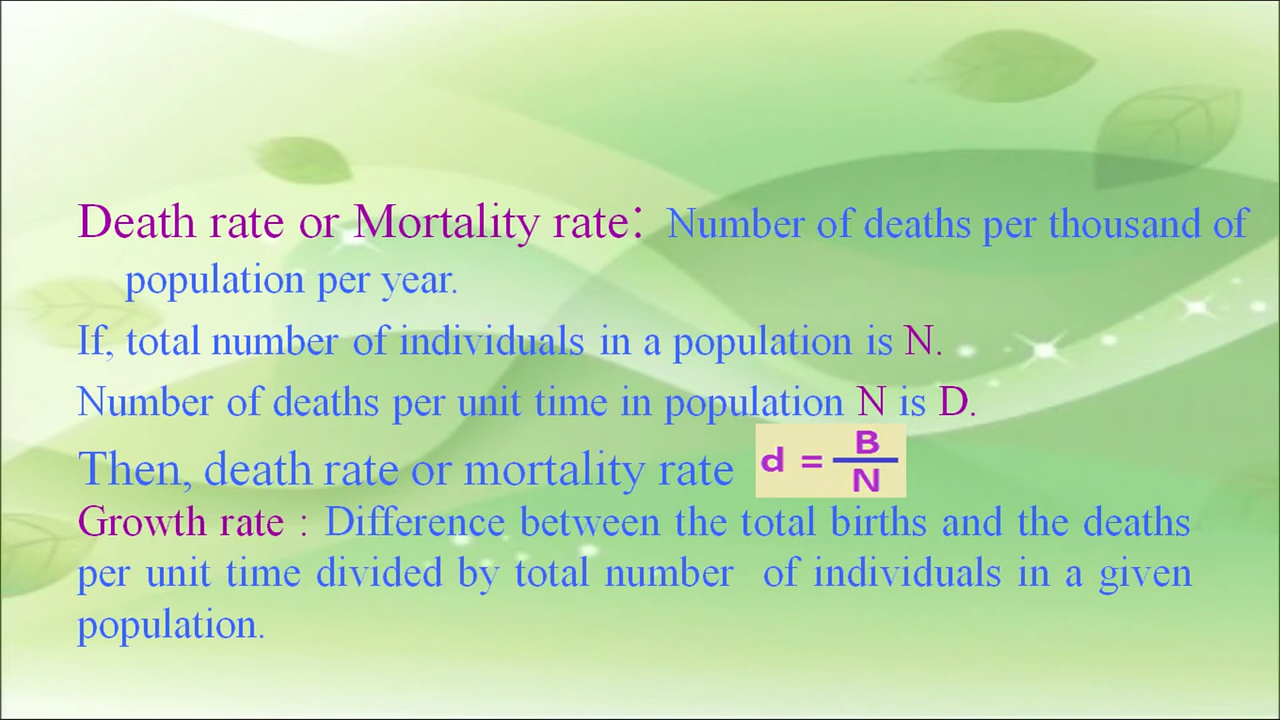 Death rate or Mortality rate: Number of deaths per thousand of
population per year.
If, total number of individuals in a population is N.
Number of deaths per unit time in population N is D.
Then, death rate or mortality rate d = B/N
Growth rate : Difference between the total births and the deaths
per unit time divided by total number of individuals in a given
population.